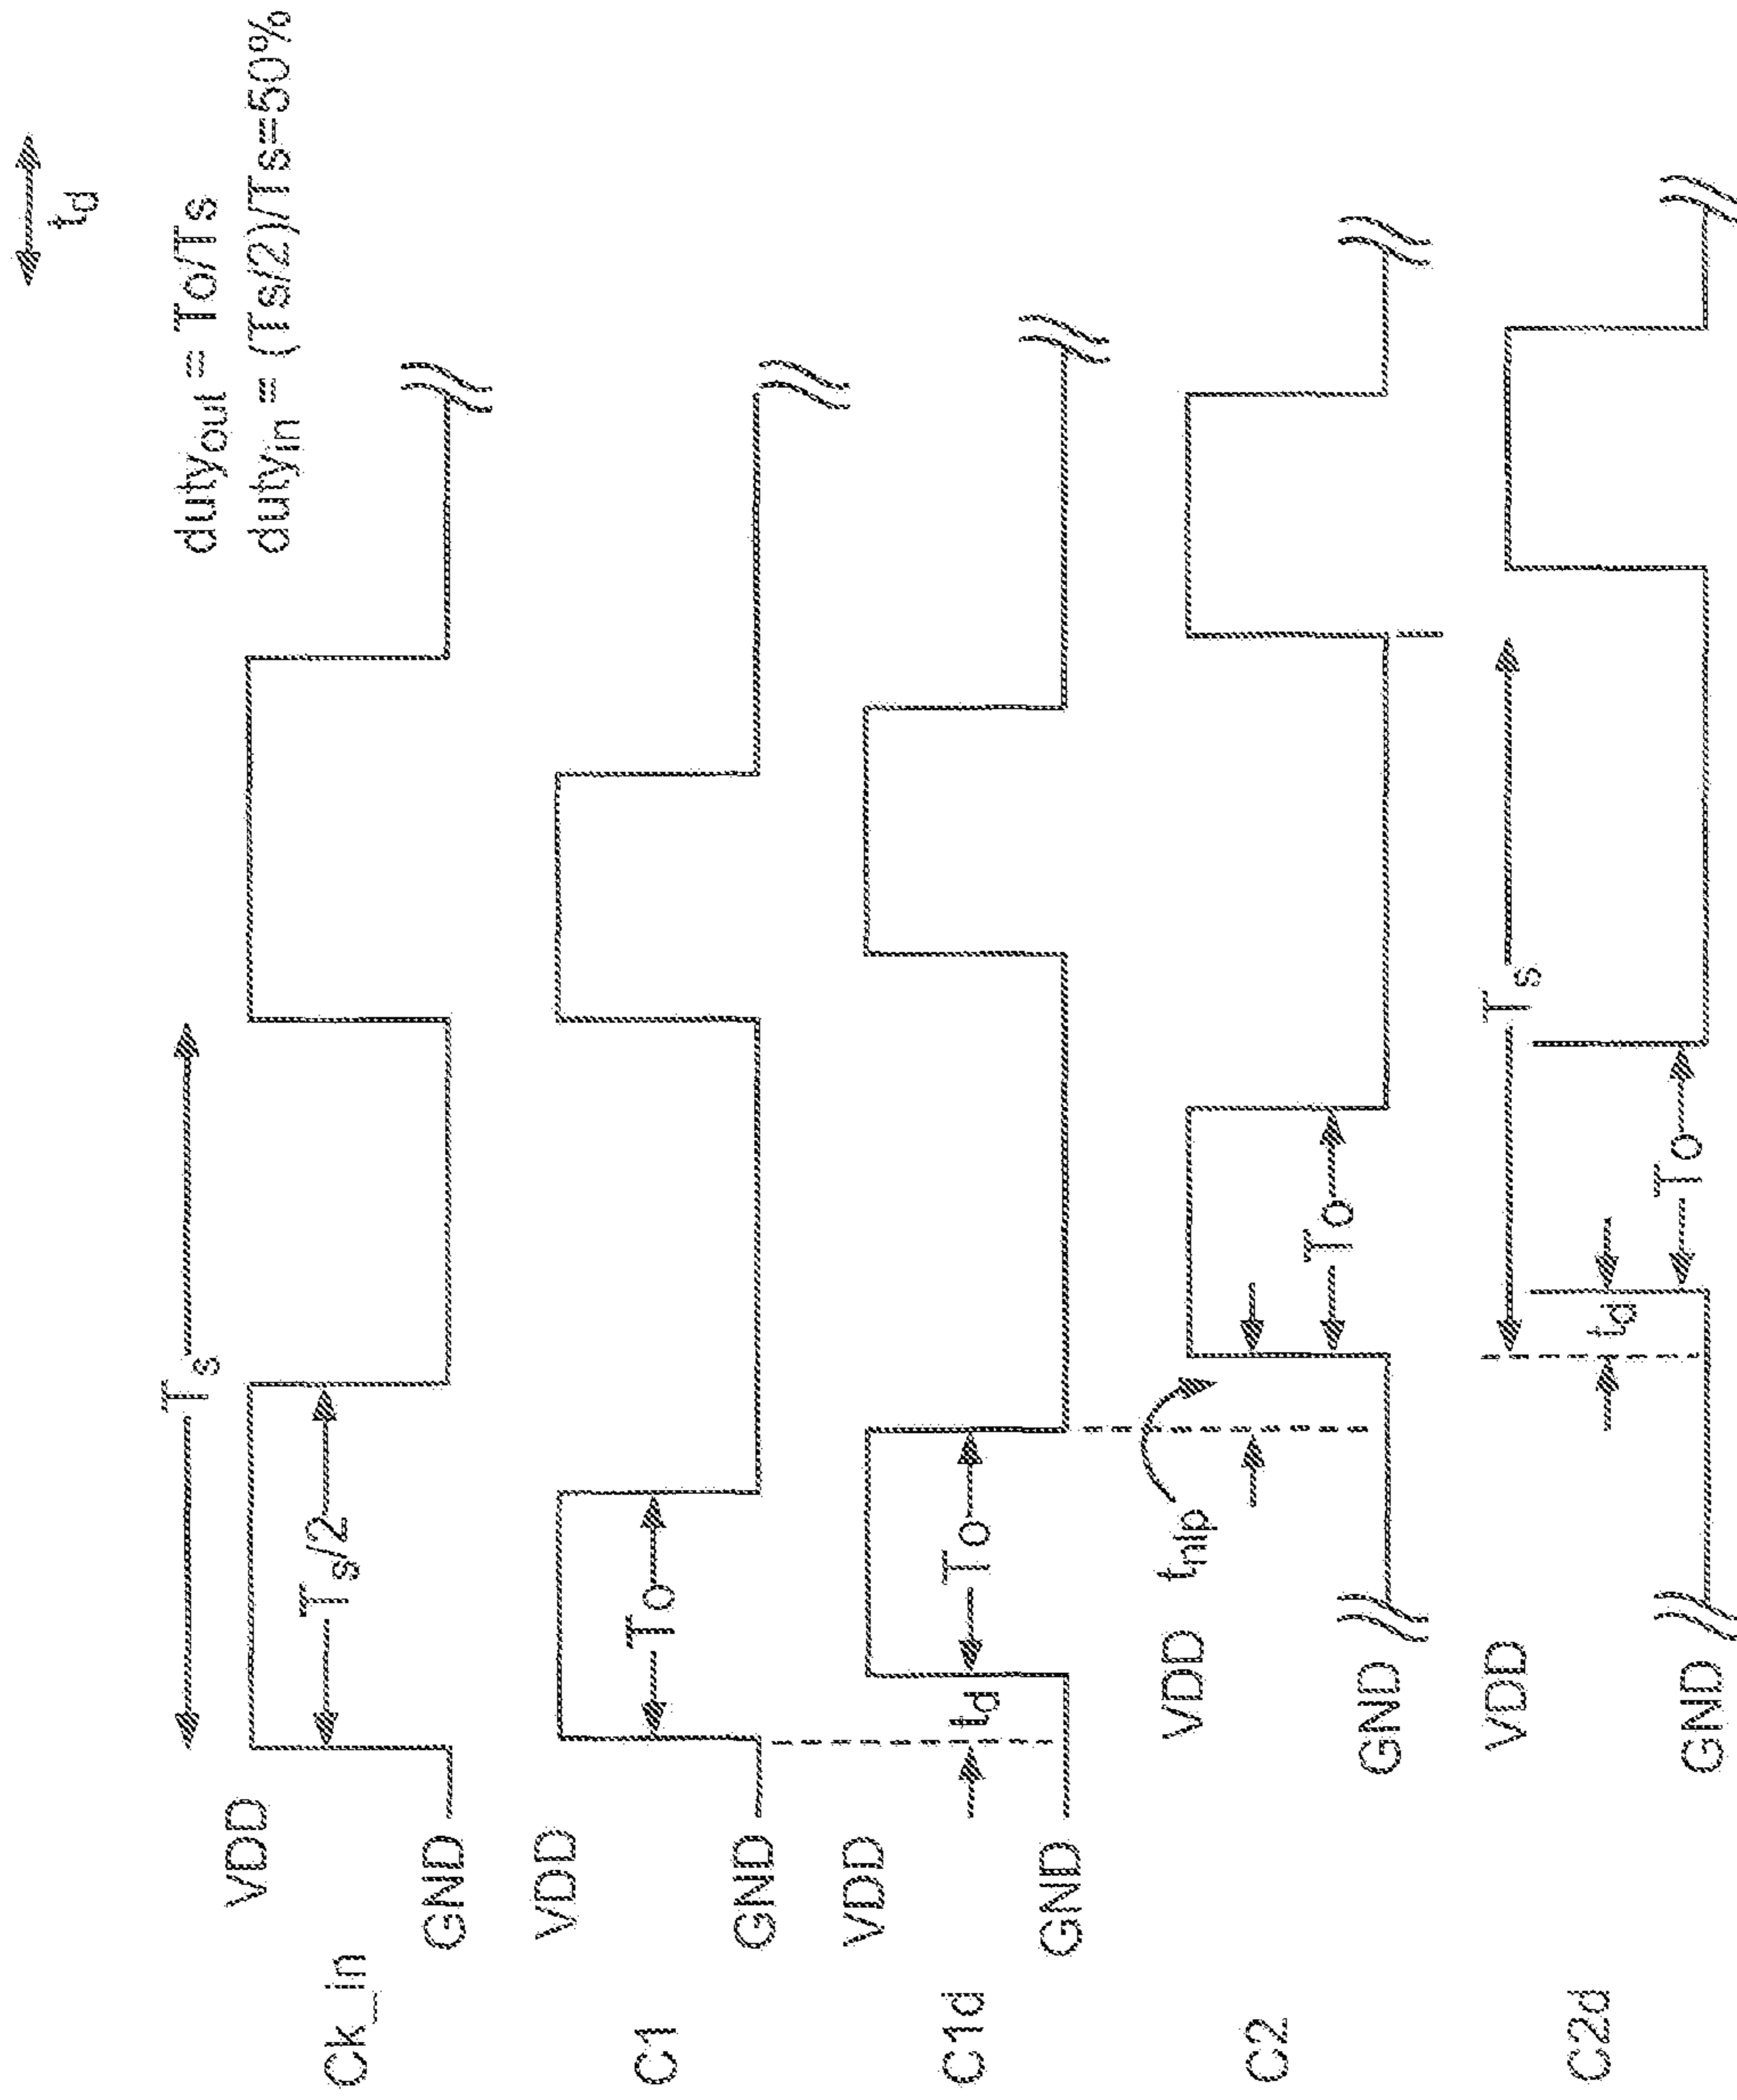 t_d
duty_out = To/Ts
duty_in = (Ts/2)/Ts=50%
T_s
Ck_in
VDD
GND
T_s/2
C1
VDD
GND
To
C1d
VDD
GND
t_d
To
C2
VDD
GND
t_nlp
To
T_s
C2d
VDD
GND
t_d
To